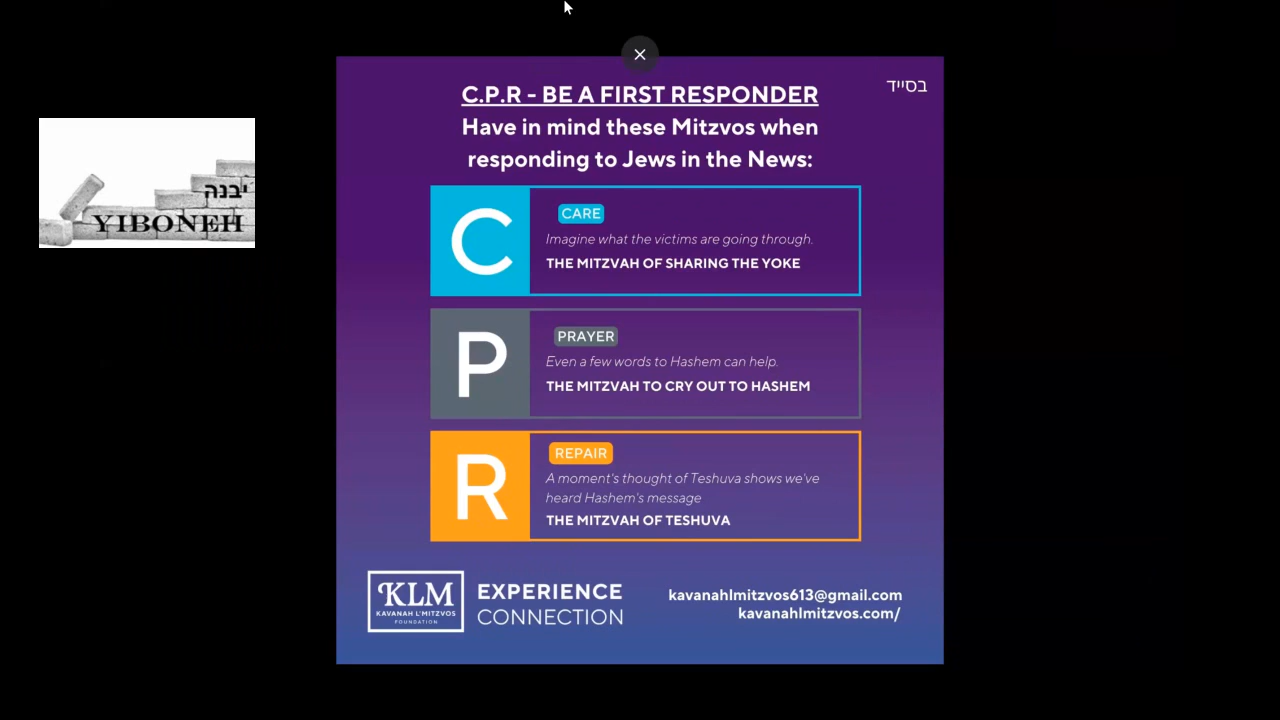 C.P.R - BE A FIRST RESPONDER
בסייד
Have in mind these Mitzvos when
responding to Jews in the News:
יבנה
YIBONEH
C
CARE
Imagine what the victims are going through.
THE MITZVAH OF SHARING THE YOKE
P
PRAYER
Even a few words to Hashem can help.
THE MITZVAH TO CRY OUT TO HASHEM
R
REPAIR
A moment's thought of Teshuva shows we've
heard Hashem's message
THE MITZVAH OF TESHUVA
KLM
KAVANAH L'MITZVOS
FOUNDATION
EXPERIENCE
CONNECTION
kavanahlmitzvos613@gmail.com
kavanahlmitzvos.com/